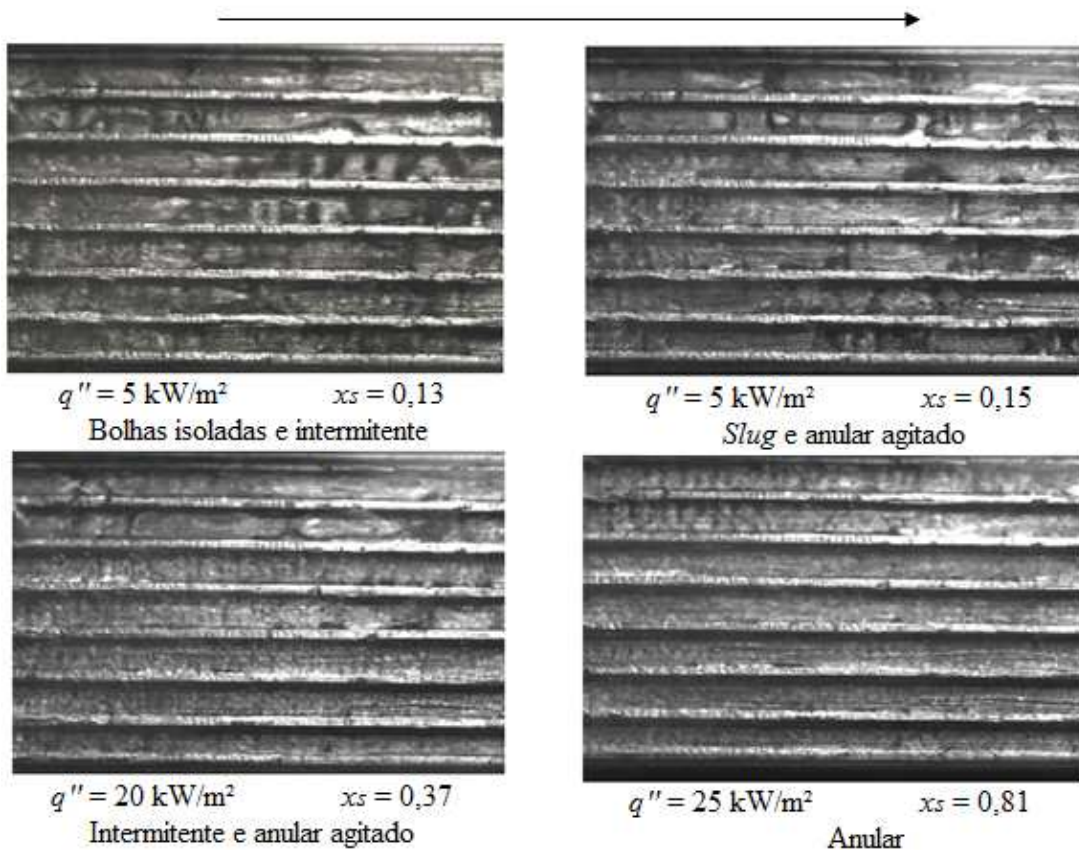 q" = 5 kW/m² xs = 0,13
Bolhas isoladas e intermitente
q" = 5 kW/m² xs = 0,15
Slug e anular agitado
q" = 20 kW/m² xs = 0,37
Intermitente e anular agitado
q" = 25 kW/m² xs = 0,81
Anular